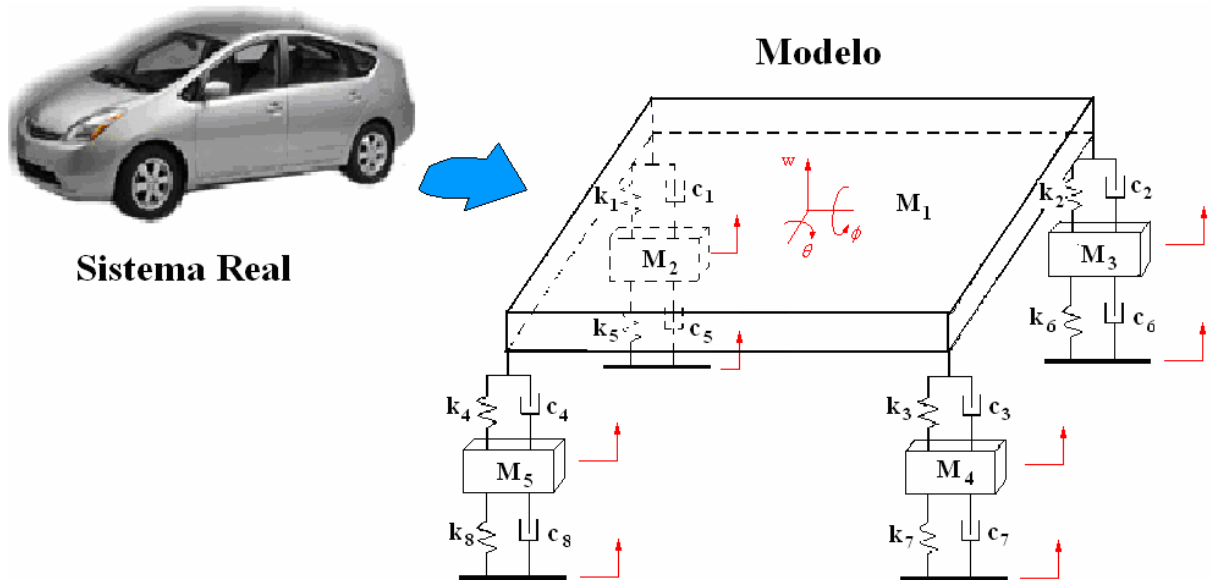 Modelo
Sistema Real
w
θ
ϕ
M₁
k₁
c₁
M₂
k₅
c₅
k₂
c₂
M₃
k₆
c₆
k₄
c₄
M₅
k₈
c₈
k₃
c₃
M₄
k₇
c₇